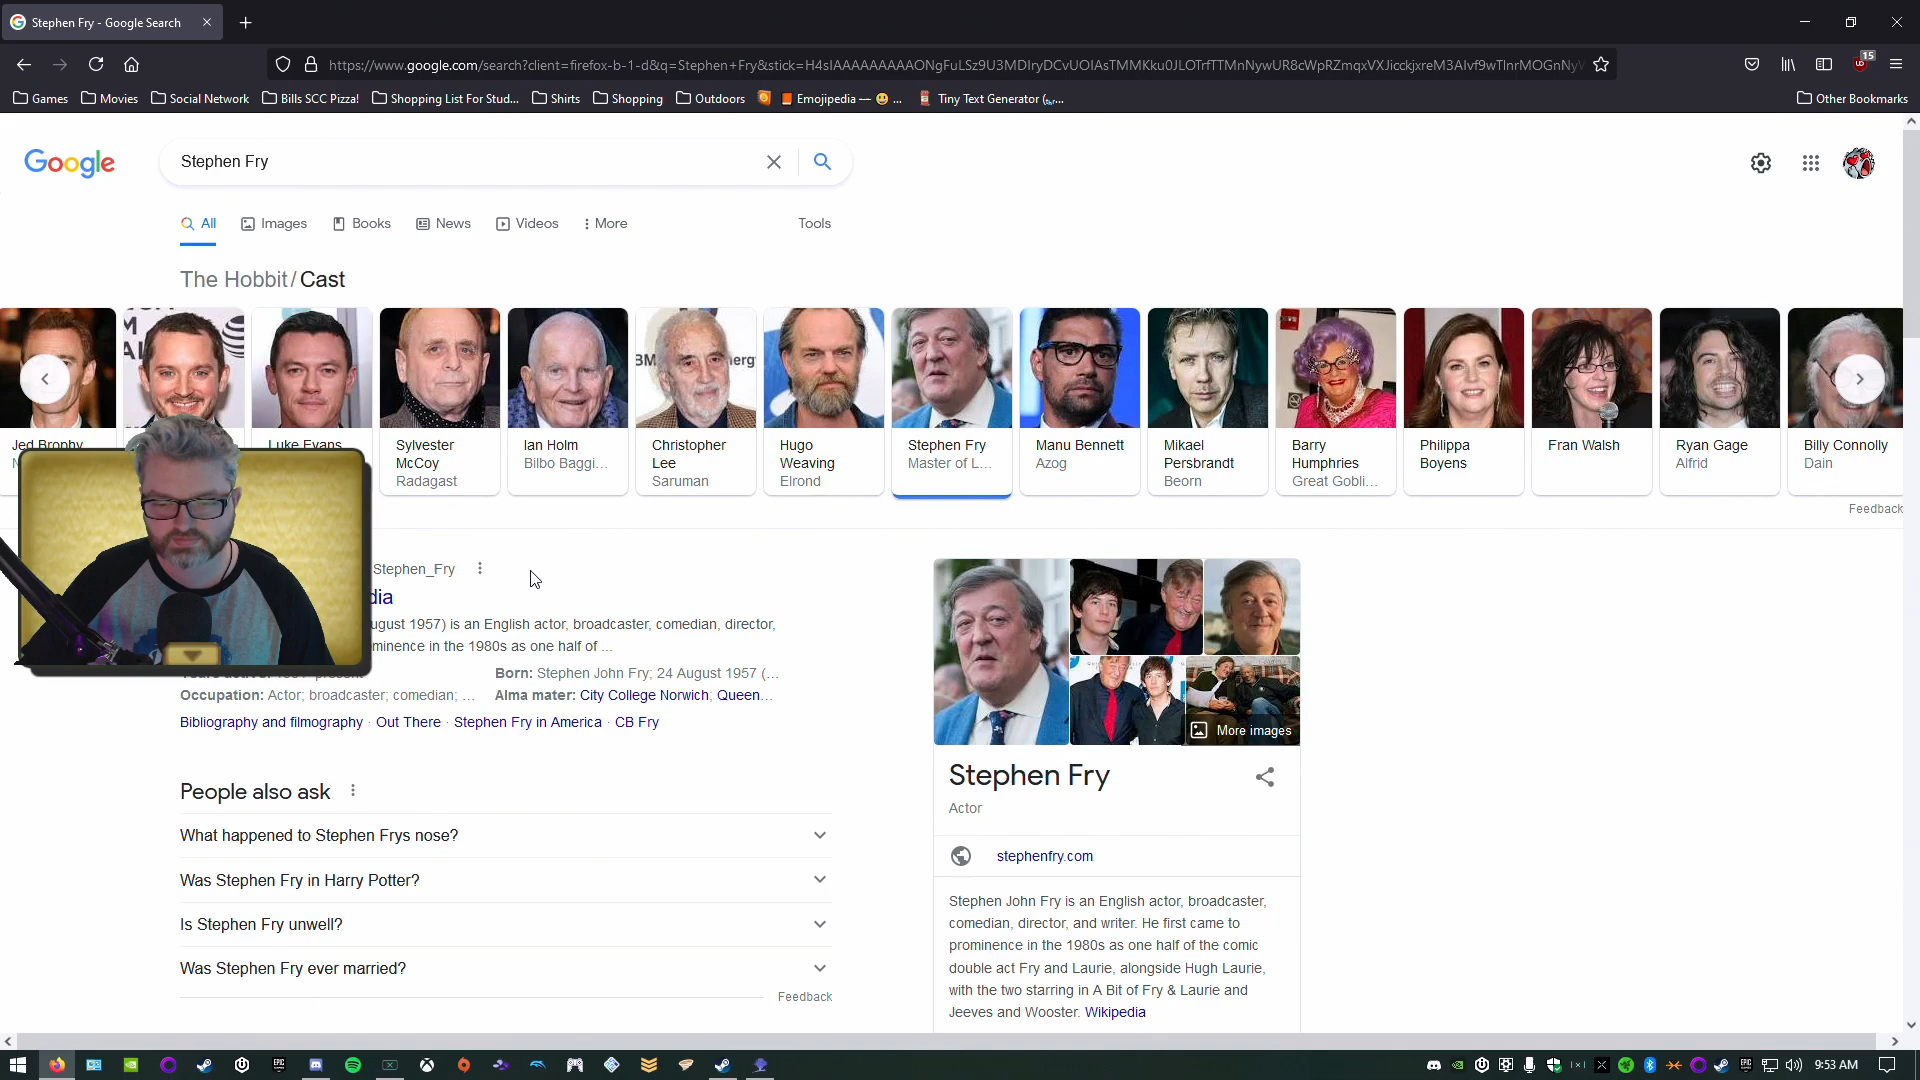 Stephen Fry - Google Search
https://www.google.com/search?client=firefox-b-1-d&q=Stephen+Fry&stick=
15
Games
Movies
Social Network
Bills SCC Pizza!
Shopping List For Stud...
Shirts
Shopping
Outdoors
Emojipedia — 😃 ...
Tiny Text Generator
Other Bookmarks
Google
Stephen Fry
All
Images
Books
News
Videos
More
Tools
The Hobbit / Cast
Jed Brophy
Luke Evans
Sylvester
McCoy
Radagast
Ian Holm
Bilbo Baggi...
Christopher
Lee
Saruman
Hugo
Weaving
Elrond
Stephen Fry
Master of L...
Manu Bennett
Azog
Mikael
Persbrandt
Beorn
Barry
Humphries
Great Gobli...
Philippa
Boyens
Fran Walsh
Ryan Gage
Alfrid
Billy Connolly
Dain
Feedback
Stephen_Fry
dia
ugust 1957) is an English actor, broadcaster, comedian, director,
minence in the 1980s as one half of ...
Born: Stephen John Fry; 24 August 1957 (...
Occupation: Actor; broadcaster; comedian; ...
Alma mater: City College Norwich; Queen...
Bibliography and filmography · Out There · Stephen Fry in America · CB Fry
People also ask
What happened to Stephen Frys nose?
Was Stephen Fry in Harry Potter?
Is Stephen Fry unwell?
Was Stephen Fry ever married?
Feedback
More images
Stephen Fry
Actor
stephenfry.com
Stephen John Fry is an English actor, broadcaster,
comedian, director, and writer. He first came to
prominence in the 1980s as one half of the comic
double act Fry and Laurie, alongside Hugh Laurie,
with the two starring in A Bit of Fry & Laurie and
Jeeves and Wooster. Wikipedia
9:53 AM